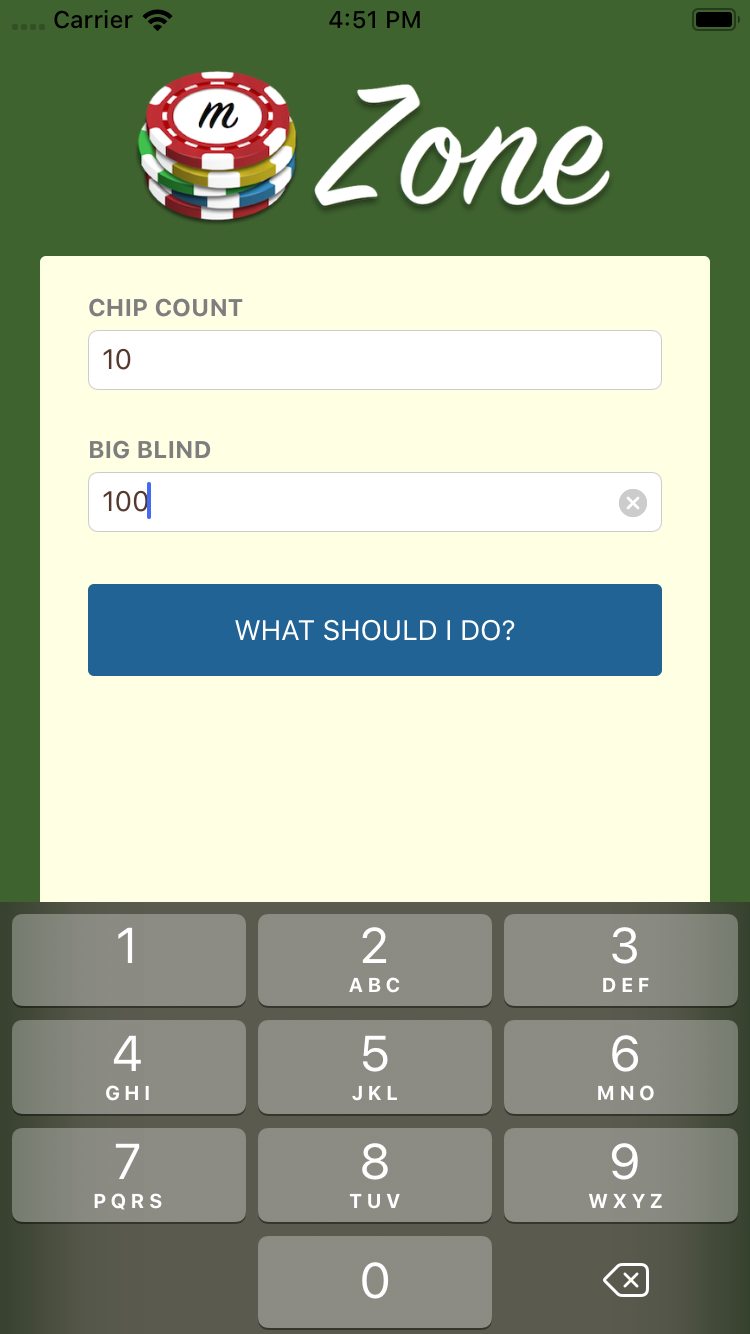 Carrier 4:51 PM
m Zone
CHIP COUNT
10
BIG BLIND
100
WHAT SHOULD I DO?
1 2 3
ABC DEF
4 5 6
GHI JKL MNO
7 8 9
PQRS TUV WXYZ
0